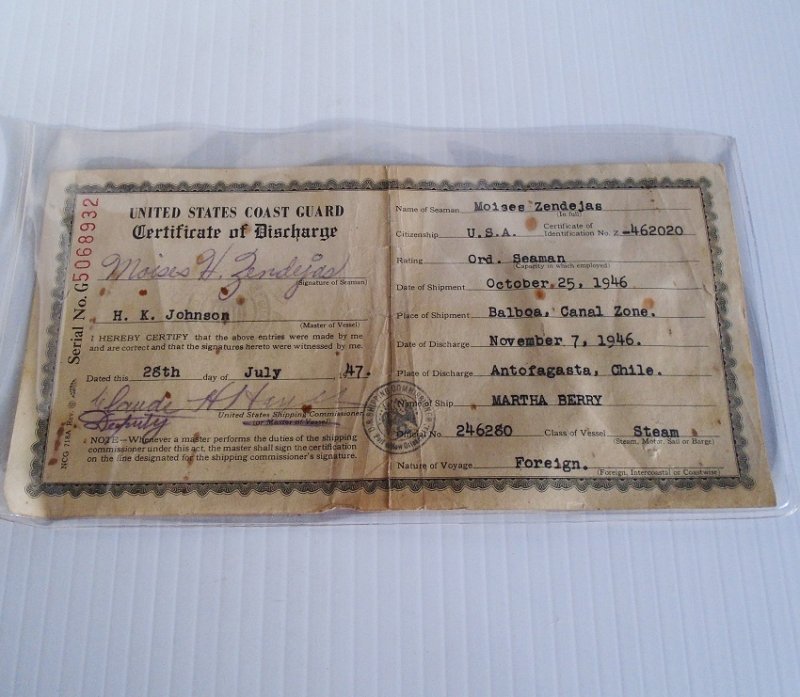 Serial No. G5068932
NCG 718A
UNITED STATES COAST GUARD
Certificate of Discharge
Moises H. Zendejas
(Signature of Seaman)
H. K. Johnson
(Master of Vessel)
I HEREBY CERTIFY that the above entries were made by me
and are correct and that the signatures hereto were witnessed by me.
Dated this 28th day of July, 1947.
Claude H
Deputy United States Shipping Commissioner
(or Master of Vessel)
NOTE—Whenever a master performs the duties of the shipping
commissioner under this act, the master shall sign the certification
on the line designated for the shipping commissioner's signature.
Name of Seaman Moises Zendejas
(In full)
Citizenship U.S.A. Certificate of
Identification No. Z-462020
Rating Ord. Seaman
(Capacity in which employed)
Date of Shipment October 25, 1946
Place of Shipment Balboa, Canal Zone.
Date of Discharge November 7, 1946.
Place of Discharge Antofagasta, Chile.
Name of Ship MARTHA BERRY
Official No. 246280 Class of Vessel Steam
(Steam, Motor, Sail or Barge)
Nature of Voyage Foreign.
(Foreign, Intercoastal or Coastwise)
SHIPPING COMMISSIONER